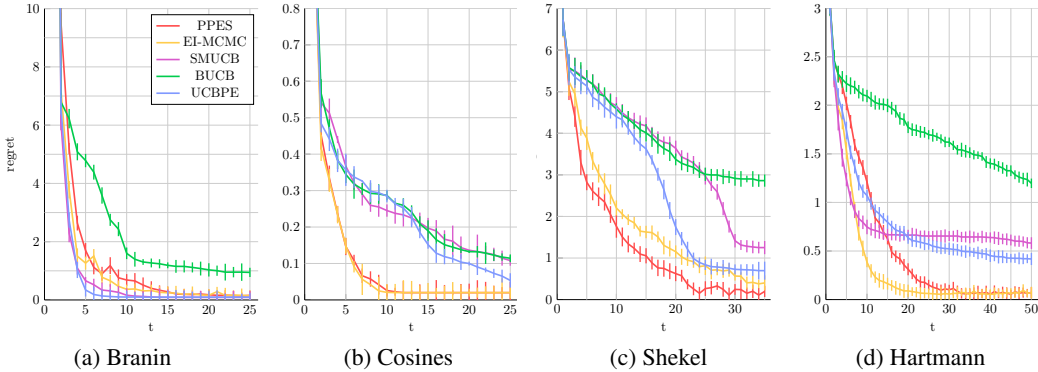 10
8
6
4
2
0
regret
0 5 10 15 20 25
t
PPES
EI-MCMC
SMUCB
BUCB
UCBPE
(a) Branin
0.8
0.7
0.6
0.5
0.4
0.3
0.2
0.1
0
0 5 10 15 20 25
t
(b) Cosines
7
6
5
4
3
2
1
0
0 10 20 30
t
(c) Shekel
3
2.5
2
1.5
1
0.5
0
0 10 20 30 40 50
t
(d) Hartmann